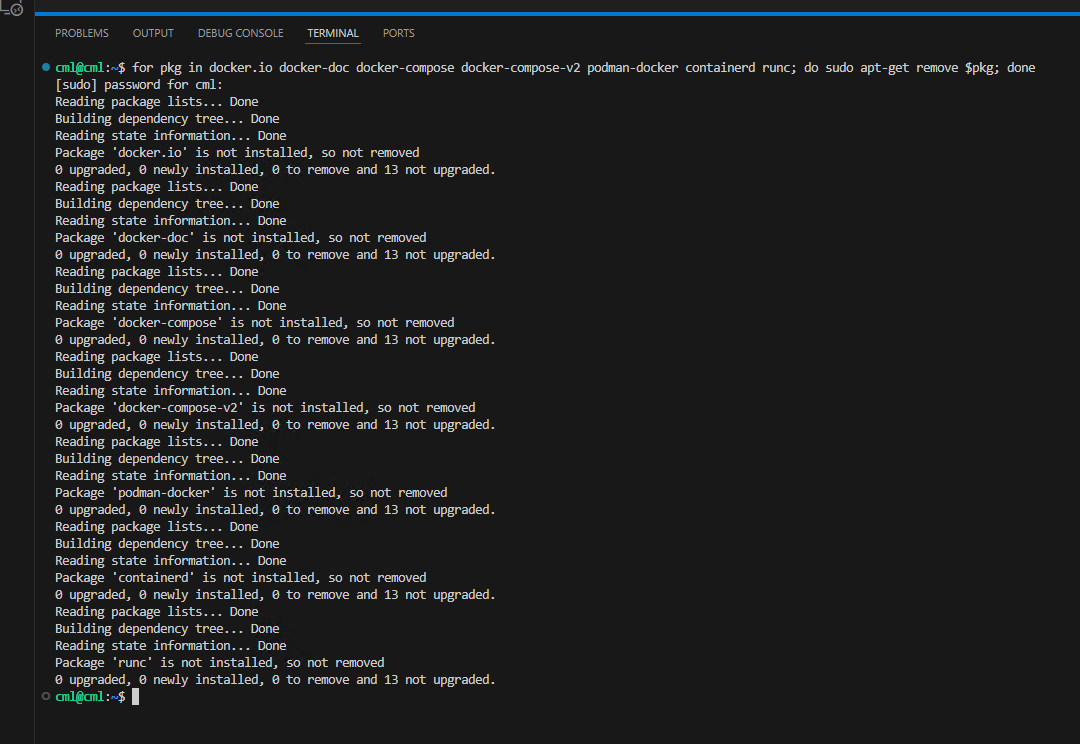 PROBLEMS OUTPUT DEBUG CONSOLE TERMINAL PORTS
cml@cml:~$ for pkg in docker.io docker-doc docker-compose docker-compose-v2 podman-docker containerd runc; do sudo apt-get remove $pkg; done
[sudo] password for cml:
Reading package lists... Done
Building dependency tree... Done
Reading state information... Done
Package 'docker.io' is not installed, so not removed
0 upgraded, 0 newly installed, 0 to remove and 13 not upgraded.
Reading package lists... Done
Building dependency tree... Done
Reading state information... Done
Package 'docker-doc' is not installed, so not removed
0 upgraded, 0 newly installed, 0 to remove and 13 not upgraded.
Reading package lists... Done
Building dependency tree... Done
Reading state information... Done
Package 'docker-compose' is not installed, so not removed
0 upgraded, 0 newly installed, 0 to remove and 13 not upgraded.
Reading package lists... Done
Building dependency tree... Done
Reading state information... Done
Package 'docker-compose-v2' is not installed, so not removed
0 upgraded, 0 newly installed, 0 to remove and 13 not upgraded.
Reading package lists... Done
Building dependency tree... Done
Reading state information... Done
Package 'podman-docker' is not installed, so not removed
0 upgraded, 0 newly installed, 0 to remove and 13 not upgraded.
Reading package lists... Done
Building dependency tree... Done
Reading state information... Done
Package 'containerd' is not installed, so not removed
0 upgraded, 0 newly installed, 0 to remove and 13 not upgraded.
Reading package lists... Done
Building dependency tree... Done
Reading state information... Done
Package 'runc' is not installed, so not removed
0 upgraded, 0 newly installed, 0 to remove and 13 not upgraded.
cml@cml:~$